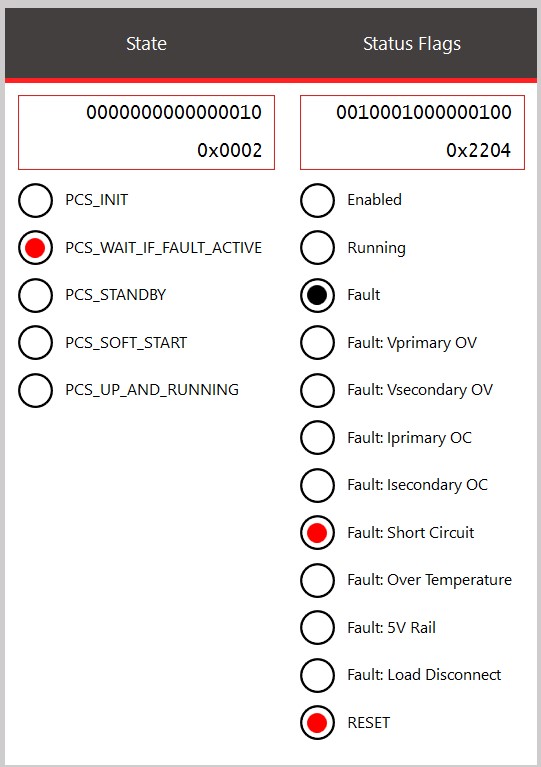 State
Status Flags
0000000000000010
0x0002
0010001000000100
0x2204
PCS_INIT
PCS_WAIT_IF_FAULT_ACTIVE
PCS_STANDBY
PCS_SOFT_START
PCS_UP_AND_RUNNING
Enabled
Running
Fault
Fault: Vprimary OV
Fault: Vsecondary OV
Fault: Iprimary OC
Fault: Isecondary OC
Fault: Short Circuit
Fault: Over Temperature
Fault: 5V Rail
Fault: Load Disconnect
RESET